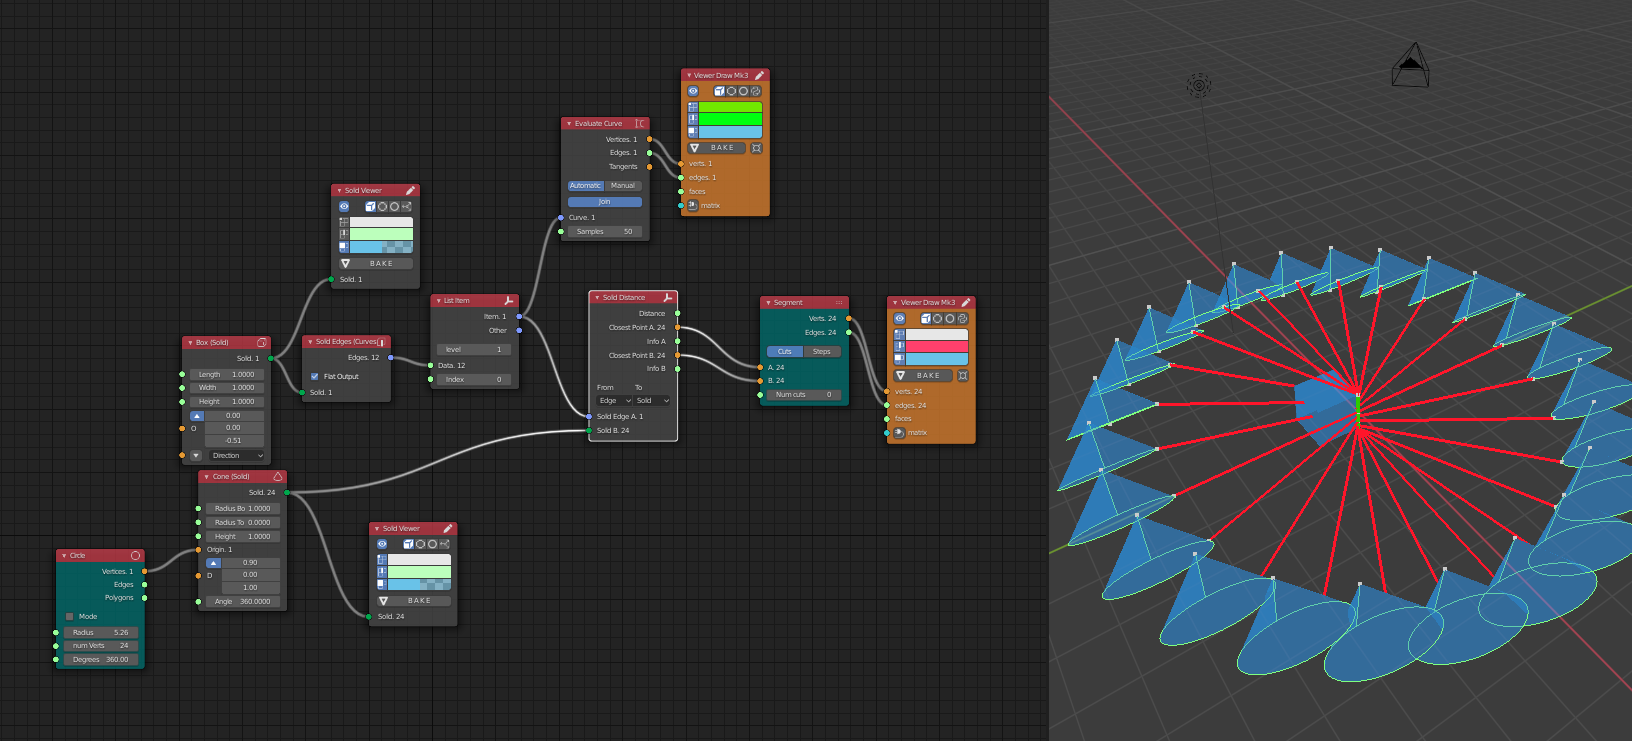 Viewer Draw Mk3
BAKE
verts. 1
edges. 1
faces
matrix
Evaluate Curve
Vertices. 1
Edges. 1
Tangents
Automatic Manual
Join
Curve. 1
Samples 50
Solid Viewer
BAKE
Solid. 1
List Item
Item. 1
Other
level 1
Data. 12
Index 0
Solid Distance
Distance
Closest Point A. 24
Info A
Closest Point B. 24
Info B
From To
Edge Solid
Solid Edge A. 1
Solid B. 24
Segment
Verts. 24
Edges. 24
Cuts Steps
A. 24
B. 24
Num cuts 0
Viewer Draw Mk3
BAKE
verts. 24
edges. 24
faces
matrix
Box (Solid)
Solid. 1
Length 1.0000
Width 1.0000
Height 1.0000
0.00
O 0.00
-0.51
Direction
Solid Edges (Curves)
Edges. 12
Flat Output
Solid. 1
Cone (Solid)
Solid. 24
Radius Bo 1.0000
Radius To 0.0000
Height 1.0000
Origin. 1
0.90
D 0.00
1.00
Angle 360.0000
Solid Viewer
BAKE
Solid. 24
Circle
Vertices. 1
Edges
Polygons
Mode
Radius 5.26
num Verts 24
Degrees 360.00